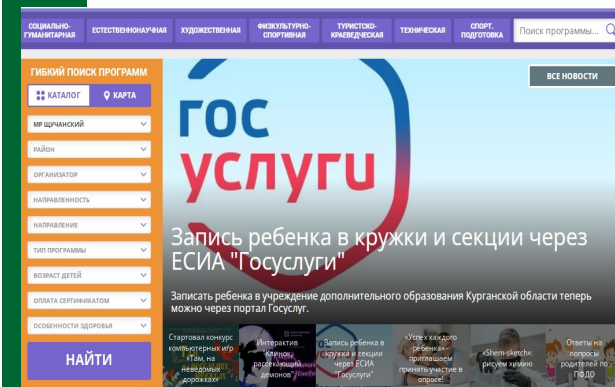 СОЦИАЛЬНО-
ГУМАНИТАРНАЯ
ЕСТЕСТВЕННОНАУЧНАЯ
ХУДОЖЕСТВЕННАЯ
ФИЗКУЛЬТУРНО-
СПОРТИВНАЯ
ТУРИСТСКО-
КРАЕВЕДЧЕСКАЯ
ТЕХНИЧЕСКАЯ
СПОРТ.
ПОДГОТОВКА
Поиск программы...
ГИБКИЙ ПОИСК ПРОГРАММ
КАТАЛОГ
КАРТА
МР ЩУЧАНСКИЙ
РАЙОН
ОРГАНИЗАТОР
НАПРАВЛЕННОСТЬ
НАПРАВЛЕНИЕ
ТИП ПРОГРАММЫ
ВОЗРАСТ ДЕТЕЙ
ОПЛАТА СЕРТИФИКАТОМ
ОСОБЕННОСТИ ЗДОРОВЬЯ
НАЙТИ
ВСЕ НОВОСТИ
гос
услуги
Запись ребенка в кружки и секции через
ЕСИА "Госуслуги"
Записать ребенка в учреждение дополнительного образования Курганской области теперь
можно через портал Госуслуг.
Стартовал конкурс
компьютерных игр
«Там, на
неведомых
дорожках»
Интерактив
"Клинок,
рассекающий
демонов"
Запись ребенка в
кружки и секции
через ЕСИА
"Госуслуги"
«Успех каждого
ребенка» -
приглашаем
принять участие в
опросе!
«Shem-sketch»:
рисуем химию
Ответы на
вопросы
родителей по
ПФДО